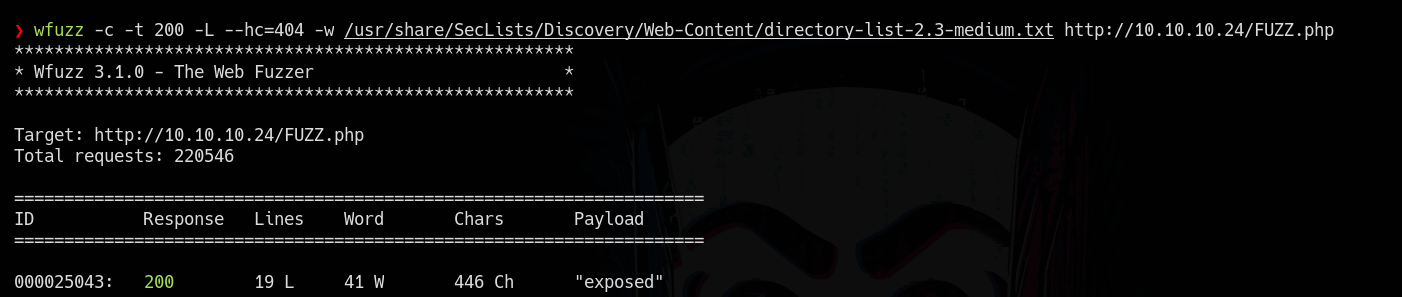 ❯ wfuzz -c -t 200 -L --hc=404 -w /usr/share/SecLists/Discovery/Web-Content/directory-list-2.3-medium.txt http://10.10.10.24/FUZZ.php
********************************************************
* Wfuzz 3.1.0 - The Web Fuzzer                         *
********************************************************
Target: http://10.10.10.24/FUZZ.php
Total requests: 220546
=====================================================================
ID           Response   Lines    Word       Chars       Payload
=====================================================================
000025043:   200        19 L     41 W       446 Ch      "exposed"